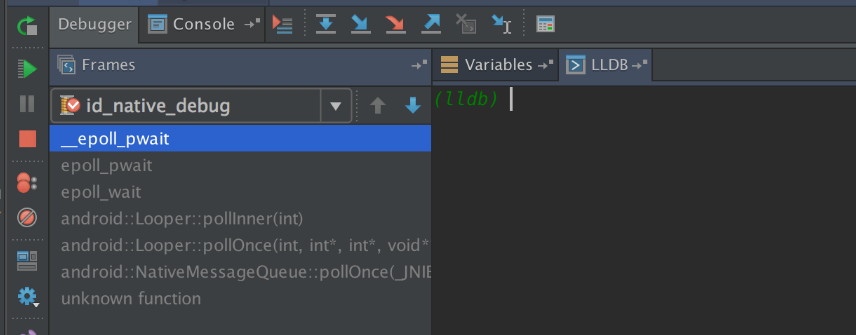 Debugger Console
Frames Variables LLDB
id_native_debug
(lldb)
__epoll_pwait
epoll_pwait
epoll_wait
android::Looper::pollInner(int)
android::Looper::pollOnce(int, int*, int*, void*
android::NativeMessageQueue::pollOnce(_JNIE
unknown function